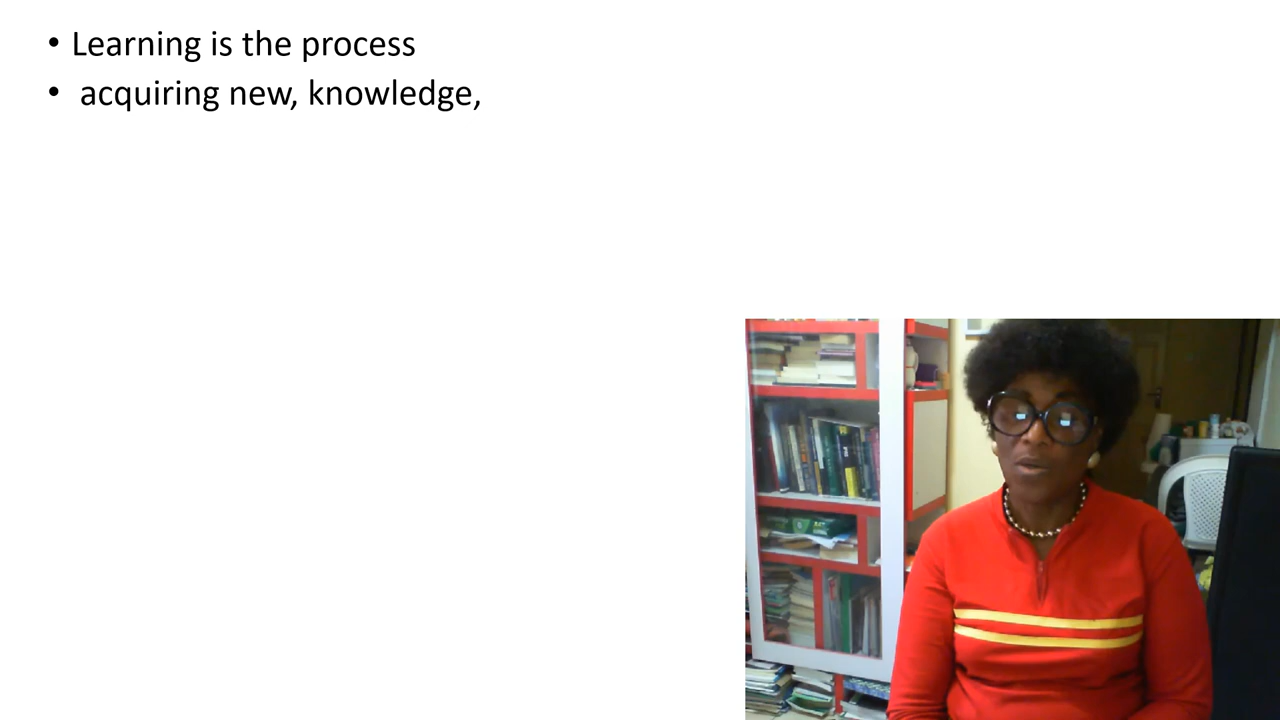 • Learning is the process
• acquiring new, knowledge,